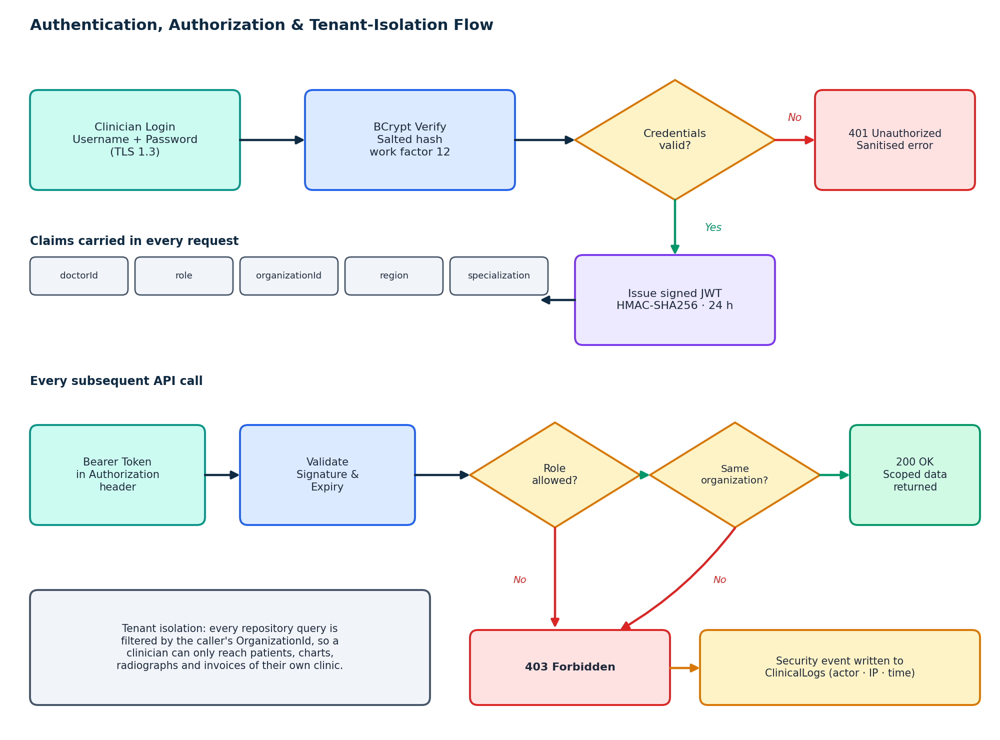 Authentication, Authorization & Tenant-Isolation Flow
Clinician Login
Username + Password
(TLS 1.3)
BCrypt Verify
Salted hash
work factor 12
Credentials
valid?
No
401 Unauthorized
Sanitised error
Yes
Claims carried in every request
doctorId
role
organizationId
region
specialization
Issue signed JWT
HMAC-SHA256 · 24 h
Every subsequent API call
Bearer Token
in Authorization
header
Validate
Signature &
Expiry
Role
allowed?
Same
organization?
200 OK
Scoped data
returned
No
No
Tenant isolation: every repository query is
filtered by the caller's OrganizationId, so a
clinician can only reach patients, charts,
radiographs and invoices of their own clinic.
403 Forbidden
Security event written to
ClinicalLogs (actor · IP · time)